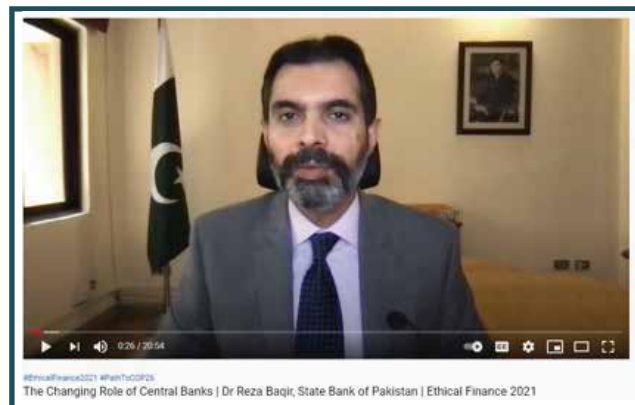 0:26 / 20:54
#EthicalFinance2021 #PathToCOP26
The Changing Role of Central Banks | Dr Reza Baqir, State Bank of Pakistan | Ethical Finance 2021